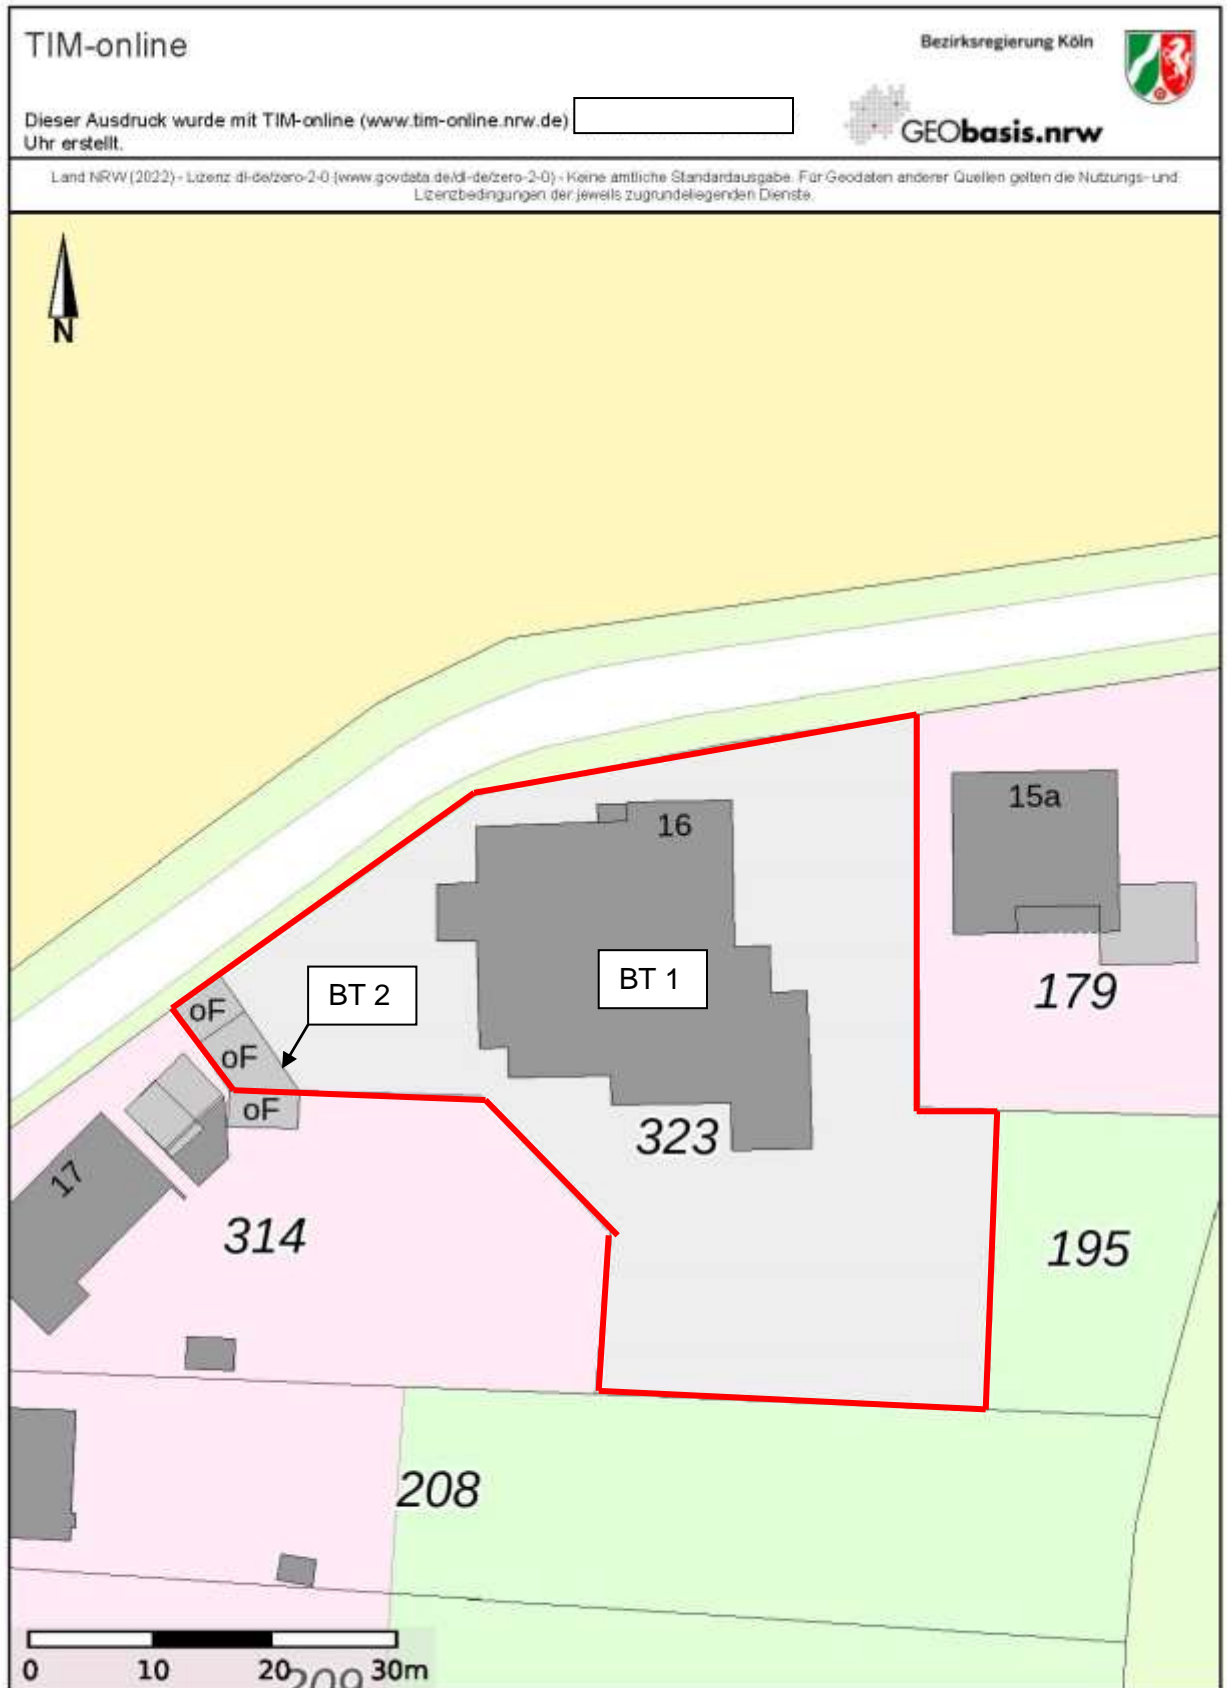 TIM-online
Bezirksregierung Köln
Dieser Ausdruck wurde mit TIM-online (www.tim-online.nrw.de)
Uhr erstellt.
GEObasis.nrw
Land NRW (2022) - Lizenz dl-de/zero-2-0 (www.govdata.de/dl-de/zero-2-0) - Keine amtliche Standardausgabe. Für Geodaten anderer Quellen gelten die Nutzungs- und
Lizenzbedingungen der jeweils zugrundeliegenden Dienste.
N
15a
16
BT 1
179
BT 2
oF
oF
oF
323
17
314
195
208
0 10 20 30m
209